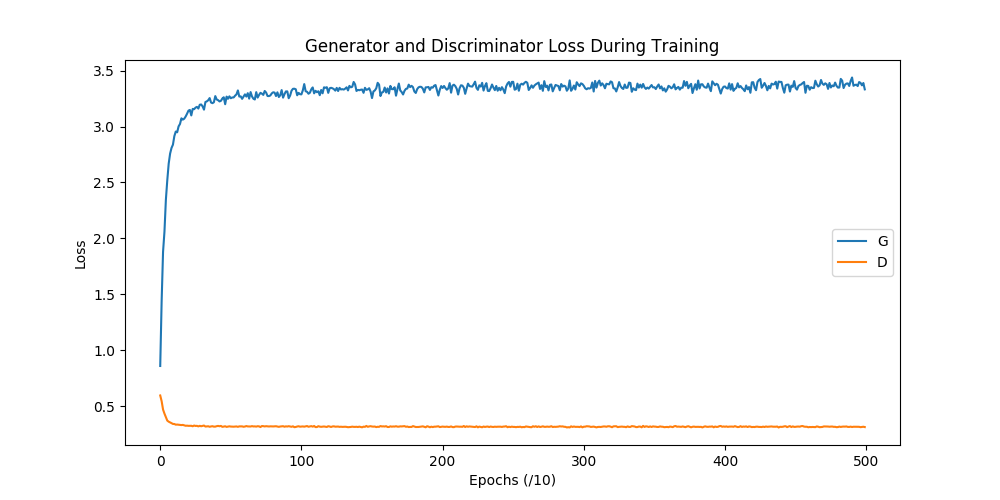 Generator and Discriminator Loss During Training
3.5
3.0
2.5
2.0
1.5
1.0
0.5
Loss
G
D
0 100 200 300 400 500
Epochs (/10)